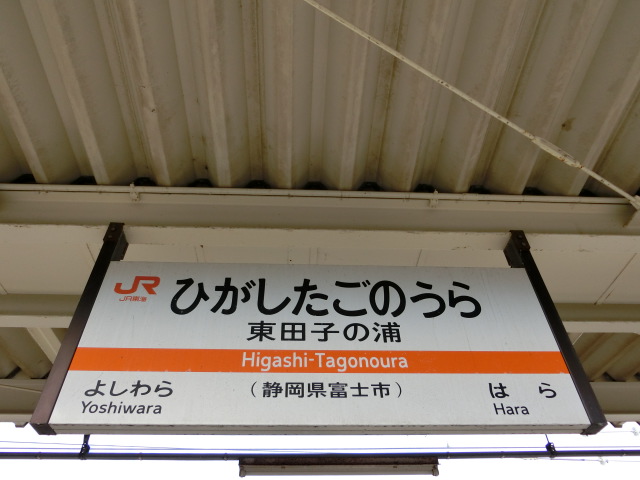 JR
JR東海
ひがしたごのうら
東田子の浦
Higashi-Tagonoura
よしわら
Yoshiwara
（静岡県富士市）
はら
Hara